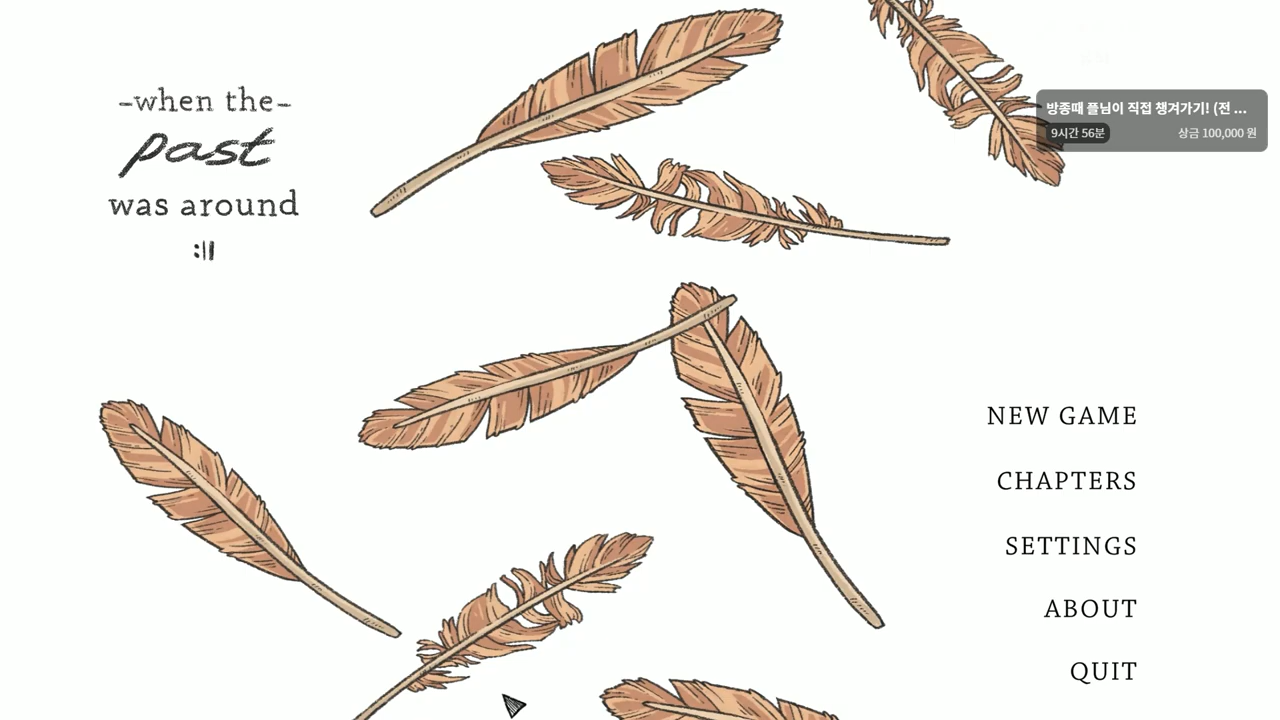 -when the-
past
was around
:||
방종때 플님이 직접 챙겨가기! (전 ...
9시간 56분
상금 100,000 원
NEW GAME
CHAPTERS
SETTINGS
ABOUT
QUIT